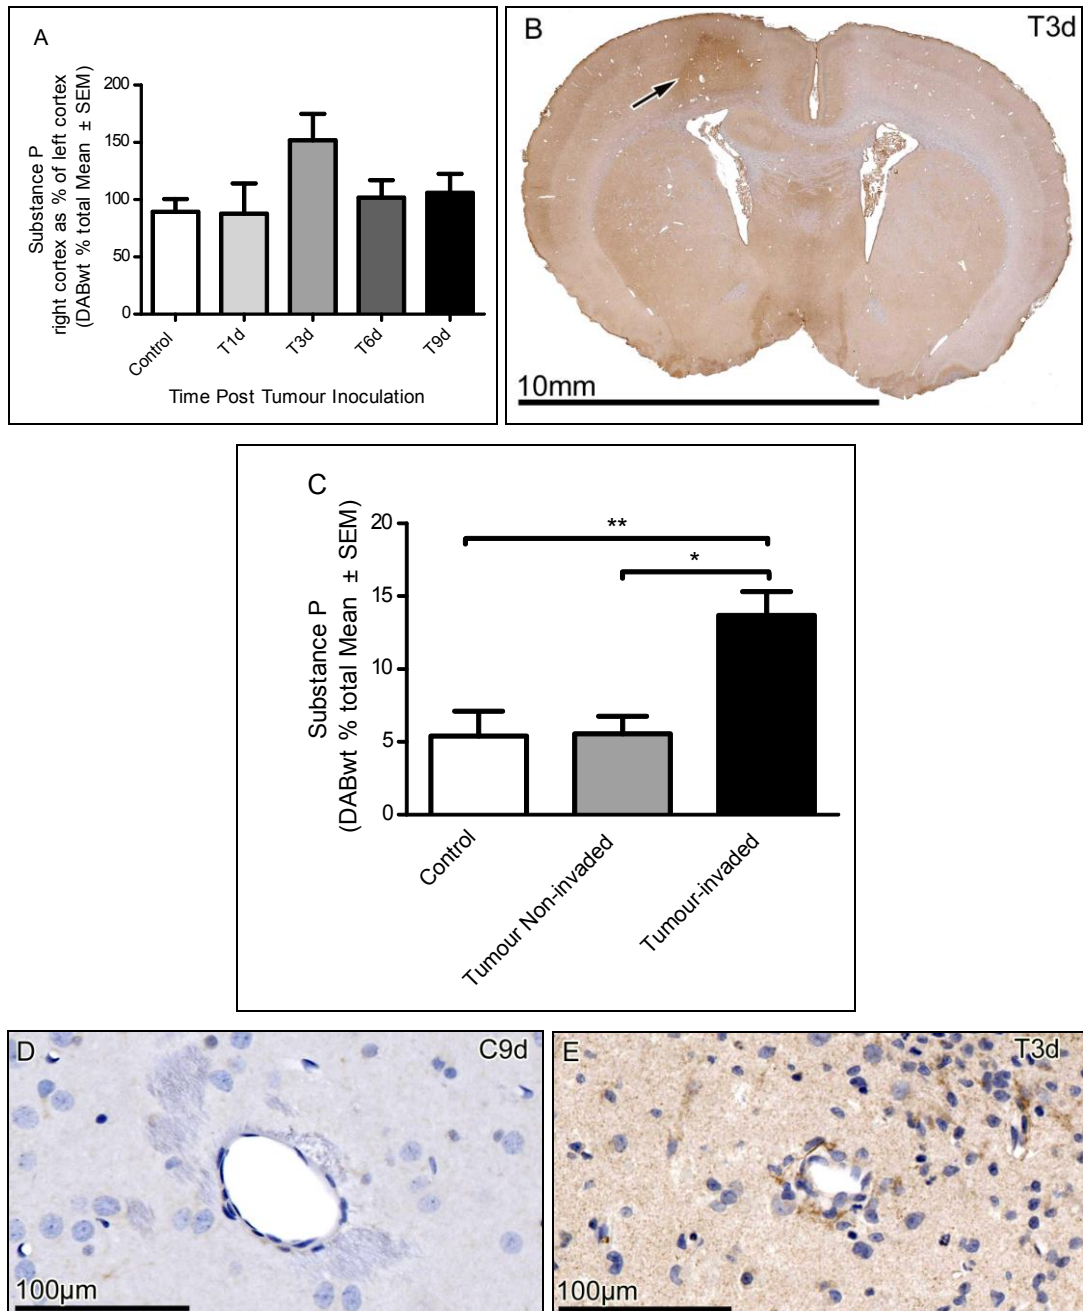 A
Substance P
right cortex as % of left cortex
(DABwt % total Mean ± SEM)
200
150
100
50
0
Control
T1d
T3d
T6d
T9d
Time Post Tumour Inoculation
B
T3d
10mm
C
Substance P
(DABwt % total Mean ± SEM)
20
15
10
5
0
**
*
Control
Tumour Non-invaded
Tumour-invaded
D
C9d
100µm
E
T3d
100µm